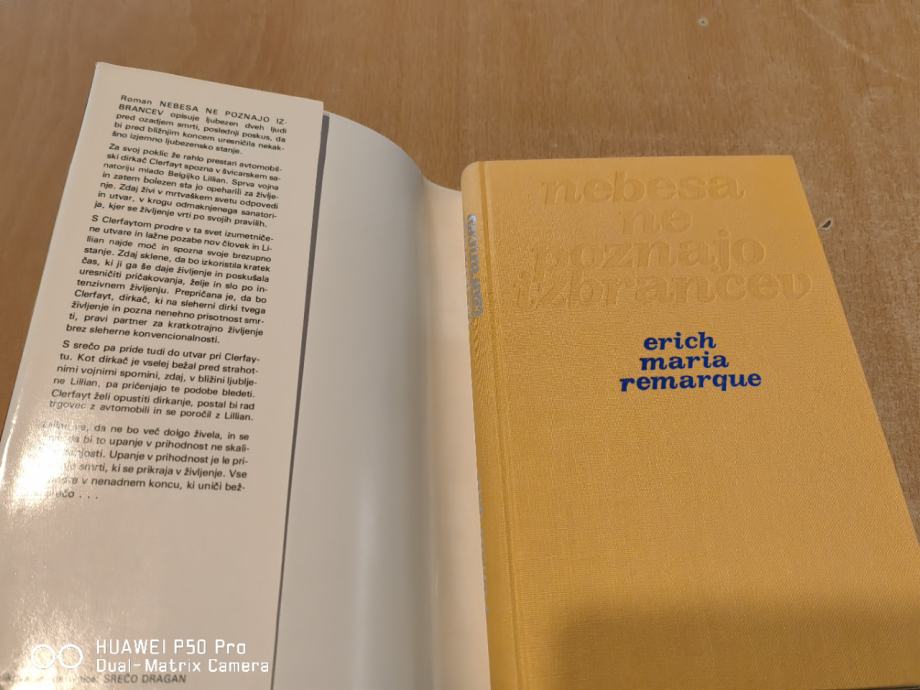 Roman NEBESA NE POZNAJO IZ-
BRANCEV opisuje ljubezen dveh ljudi
pred ozadjem smrti, poslednji poskus, da
bi pred bližnjim koncem uresničila nekak-
šno izjemno ljubezensko stanje.
Za svoj poklic že rahlo prestari avtomobil-
ski dirkač Clerfayt spozna v švicarskem sa-
natoriju mlado Belgijko Lillian. Sprva vojna
in zatem bolezen sta jo opeharili za življe-
nje. Zdaj živi v mrtvaškem svetu odpovedi
in utvar, v krogu odmaknjenega sanatori-
ja, kjer se življenje vrti po svojih pravilih.
S Clerfaytom prodre v ta svet izumetniče-
ne utvare in lažne pozabe nov človek in Li-
llian najde moč in spozna svoje brezupno
stanje. Zdaj sklene, da bo izkoristila kratek
čas, ki ji ga še daje življenje in poskušala
uresničiti pričakovanja, želje in slo po in-
tenzivnem življenju. Prepričana je, da bo
Clerfayt, dirkač, ki na sleherni dirki tvega
življenje in pozna nenehno prisotnost smr-
ti, pravi partner za kratkotrajno življenje
brez sleherne konvencionalnosti.
S srečo pa pride tudi do utvar pri Clerfay-
tu. Kot dirkač je vselej bežal pred strahot-
nimi vojnimi spomini, zdaj, v bližini ljublje-
ne Lillian, pa pričenjajo te podobe bledeti.
Clerfayt želi opustiti dirkanje, postal bi rad
trgovec z avtomobili in se poročil z Lillian.
da ne bo več dolgo živela, in se
bi to upanje v prihodnost ne skali-
Upanje v prihodnost je le pri-
smrti, ki se prikraja v življenje. Vse
v nenadnem koncu, ki uniči bež-
srečo . . .
SREČO DRAGAN
nebesa
ne
poznajo
izbrancev
erich
maria
remarque
HUAWEI P50 Pro
Dual-Matrix Camera